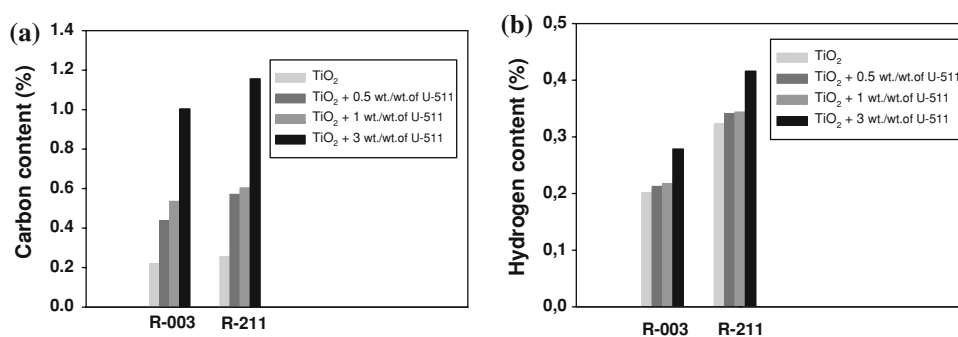 (a)
Carbon content (%)
1.4
1.2
1.0
0.8
0.6
0.4
0.2
0.0
R-003 R-211
TiO₂
TiO₂ + 0.5 wt./wt.of U-511
TiO₂ + 1 wt./wt.of U-511
TiO₂ + 3 wt./wt.of U-511
(b)
Hydrogen content (%)
0,5
0,4
0,3
0,2
0,1
0,0
R-003 R-211
TiO₂
TiO₂ + 0.5 wt./wt.of U-511
TiO₂ + 1 wt./wt.of U-511
TiO₂ + 3 wt./wt.of U-511